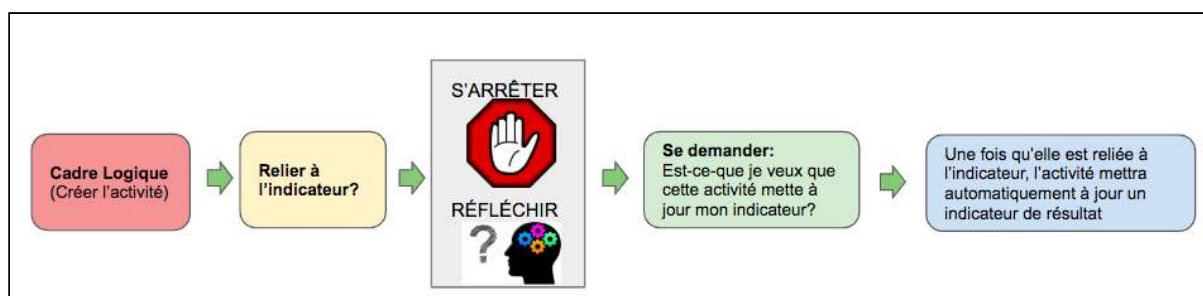 Cadre Logique
(Créer l'activité)
Relier à
l'indicateur?
S'ARRÊTER
RÉFLÉCHIR
?
Se demander:
Est-ce-que je veux que
cette activité mette à
jour mon indicateur?
Une fois qu'elle est reliée à
l'indicateur, l'activité mettra
automatiquement à jour un
indicateur de résultat